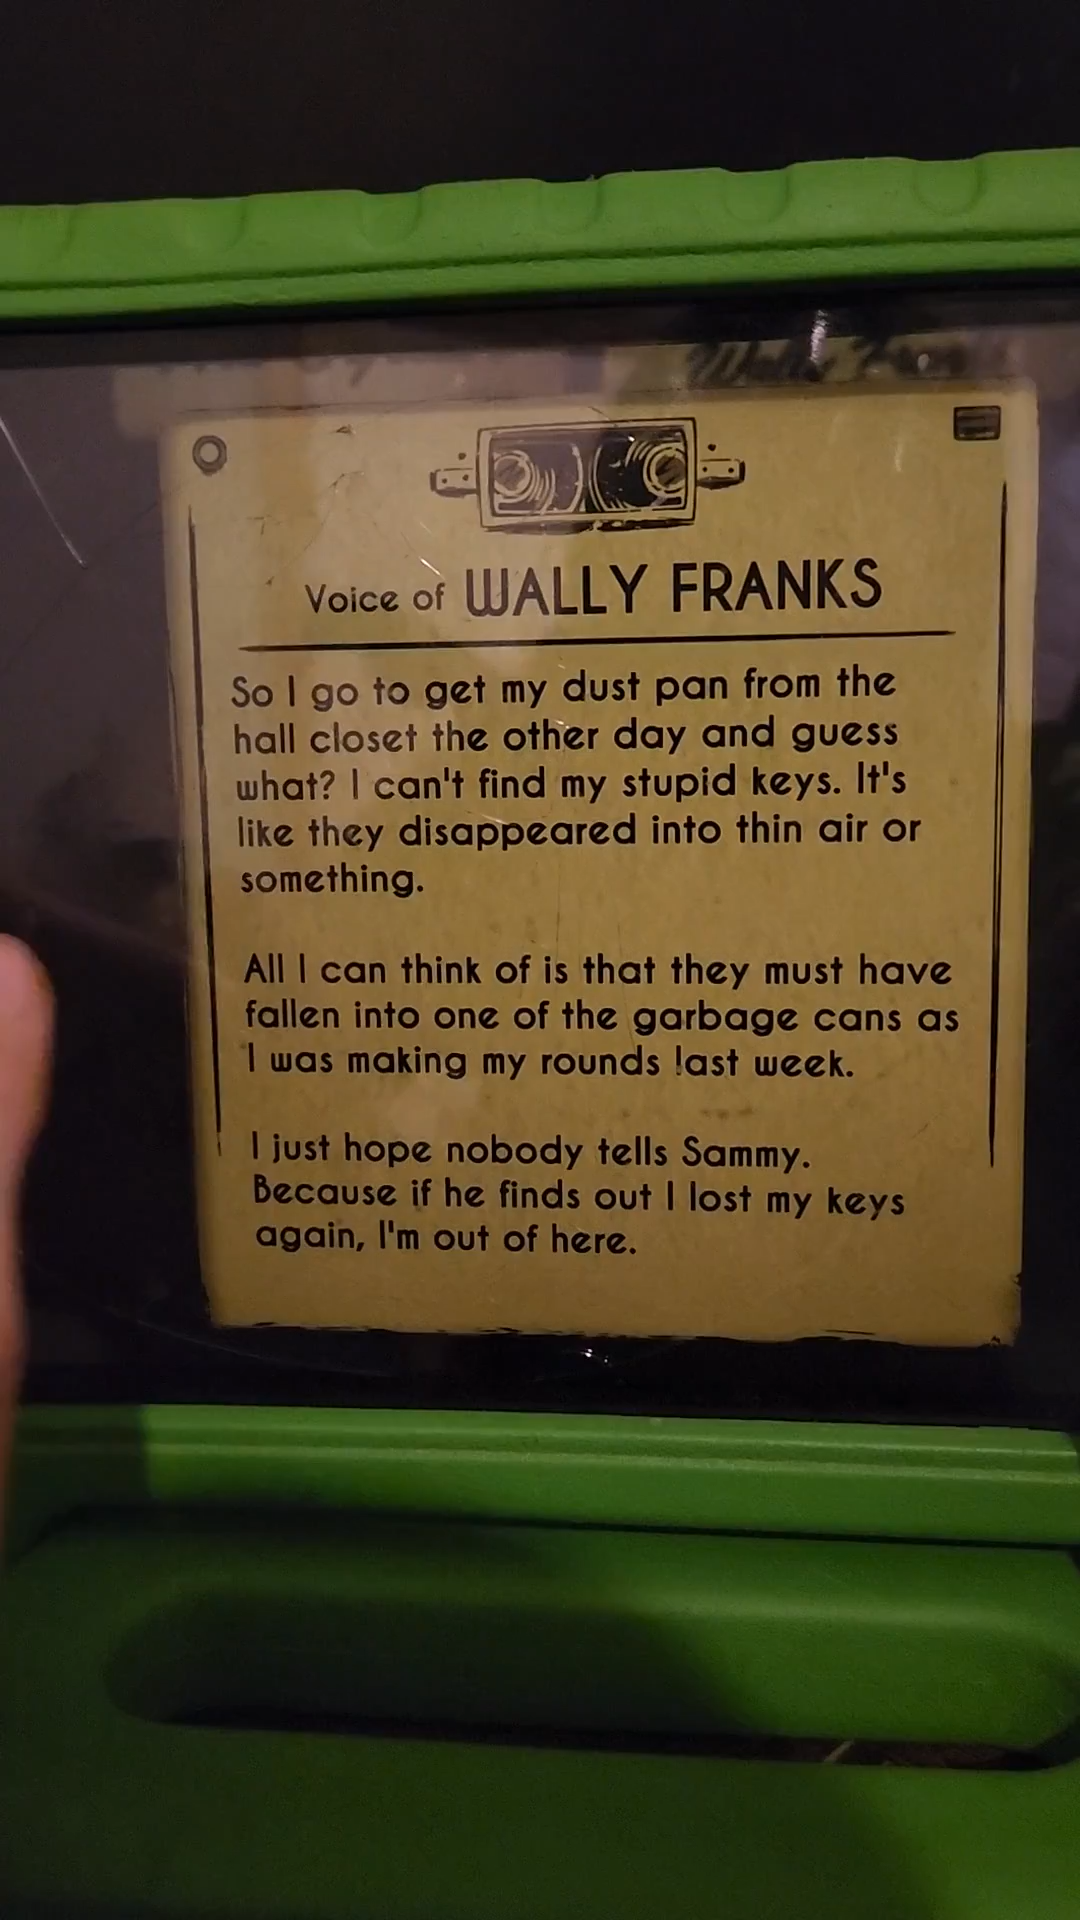 Voice of WALLY FRANKS
So I go to get my dust pan from the
hall closet the other day and guess
what? I can't find my stupid keys. It's
like they disappeared into thin air or
something.
All I can think of is that they must have
fallen into one of the garbage cans as
I was making my rounds last week.
I just hope nobody tells Sammy.
Because if he finds out I lost my keys
again, I'm out of here.